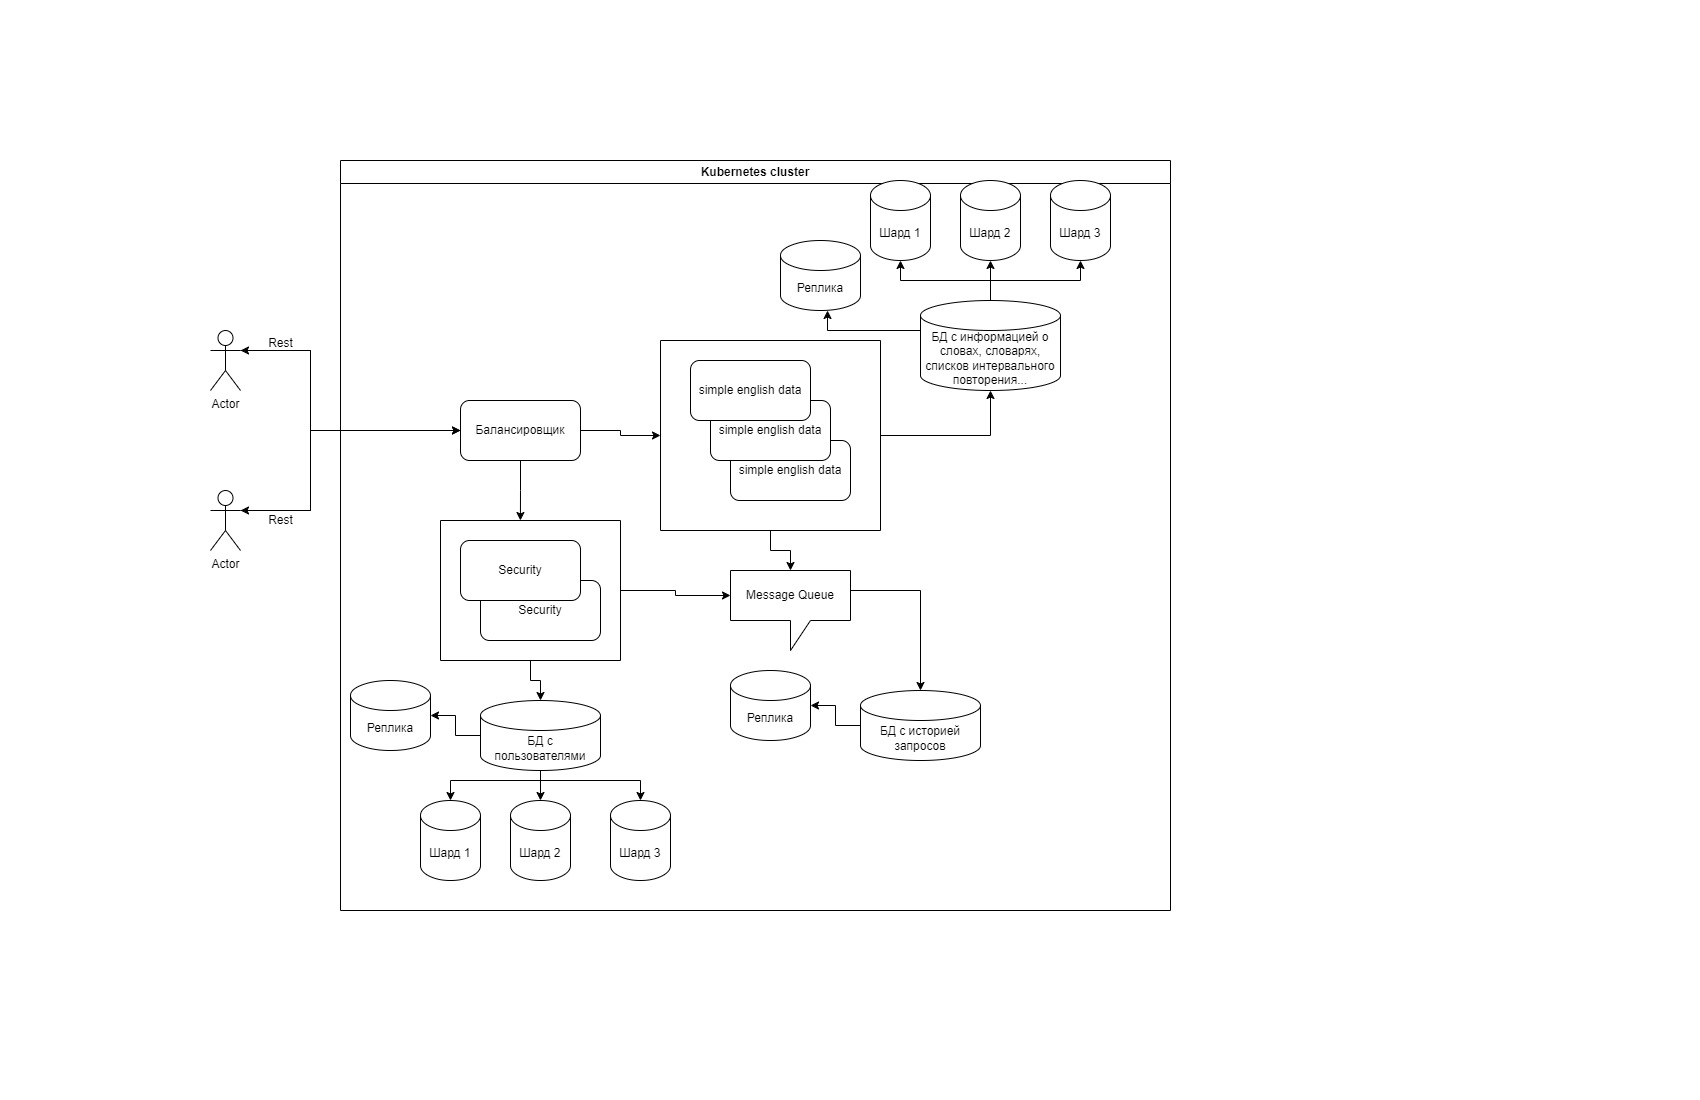 Kubernetes cluster
Шард 1
Шард 2
Шард 3
Реплика
БД с информацией о
словах, словарях,
списков интервального
повторения...
Rest
Actor
simple english data
simple english data
simple english data
Балансировщик
Rest
Actor
Security
Security
Message Queue
Реплика
БД с
пользователями
Реплика
БД с историей
запросов
Шард 1
Шард 2
Шард 3